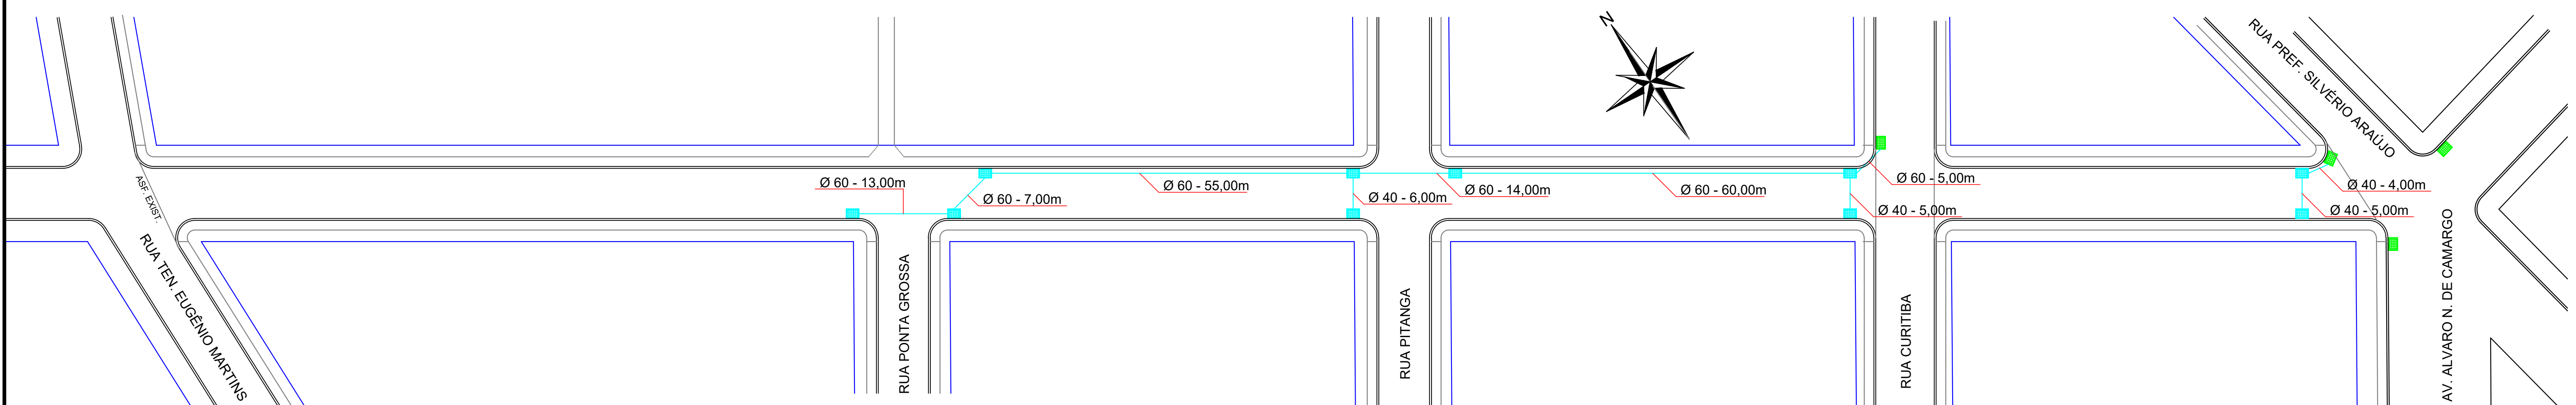 N
RUA PREF. SILVÉRIO ARAÚJO
ASF. EXIST.
Ø 60 - 13,00m
Ø 60 - 7,00m
Ø 60 - 55,00m
Ø 40 - 6,00m
Ø 60 - 14,00m
Ø 60 - 60,00m
Ø 60 - 5,00m
Ø 40 - 5,00m
Ø 40 - 4,00m
Ø 40 - 5,00m
RUA TEN. EUGÊNIO MARTINS
RUA PONTA GROSSA
RUA PITANGA
RUA CURITIBA
AV. ALVARO N. DE CAMARGO